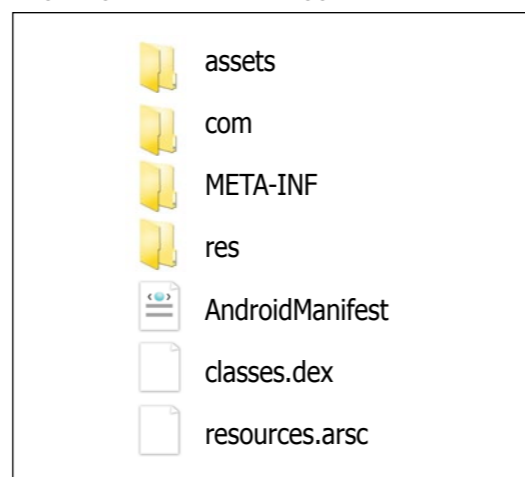 assets
com
META-INF
res
AndroidManifest
classes.dex
resources.arsc